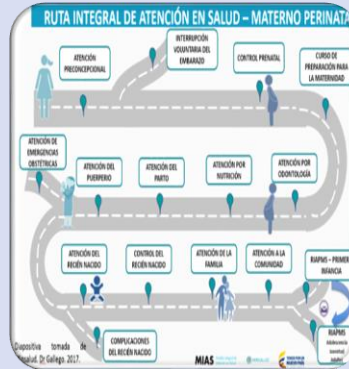 RUTA INTEGRAL DE ATENCIÓN EN SALUD – MATERNO PERINATA
ATENCIÓN
PRECONCEPCIONAL
INTERRUPCIÓN
VOLUNTARIA DEL
EMBARAZO
CONTROL PRENATAL
CURSO DE
PREPARACIÓN PARA
LA MATERNIDAD
ATENCIÓN DE
EMERGENCIAS
OBSTÉTRICAS
ATENCIÓN DEL
PUERPERIO
ATENCIÓN DEL
PARTO
ATENCIÓN POR
NUTRICIÓN
ATENCIÓN POR
ODONTOLOGÍA
ATENCIÓN DEL
RECIÉN NACIDO
CONTROL DEL
RECIÉN NACIDO
ATENCIÓN DE LA
FAMILIA
ATENCIÓN A LA
COMUNIDAD
RIAPMS – PRIMER
INFANCIA
COMPLICACIONES
DEL RECIÉN NACIDO
RIAPMS
Diapositiva tomada de
Dr Gallego. 2017.
MIAS